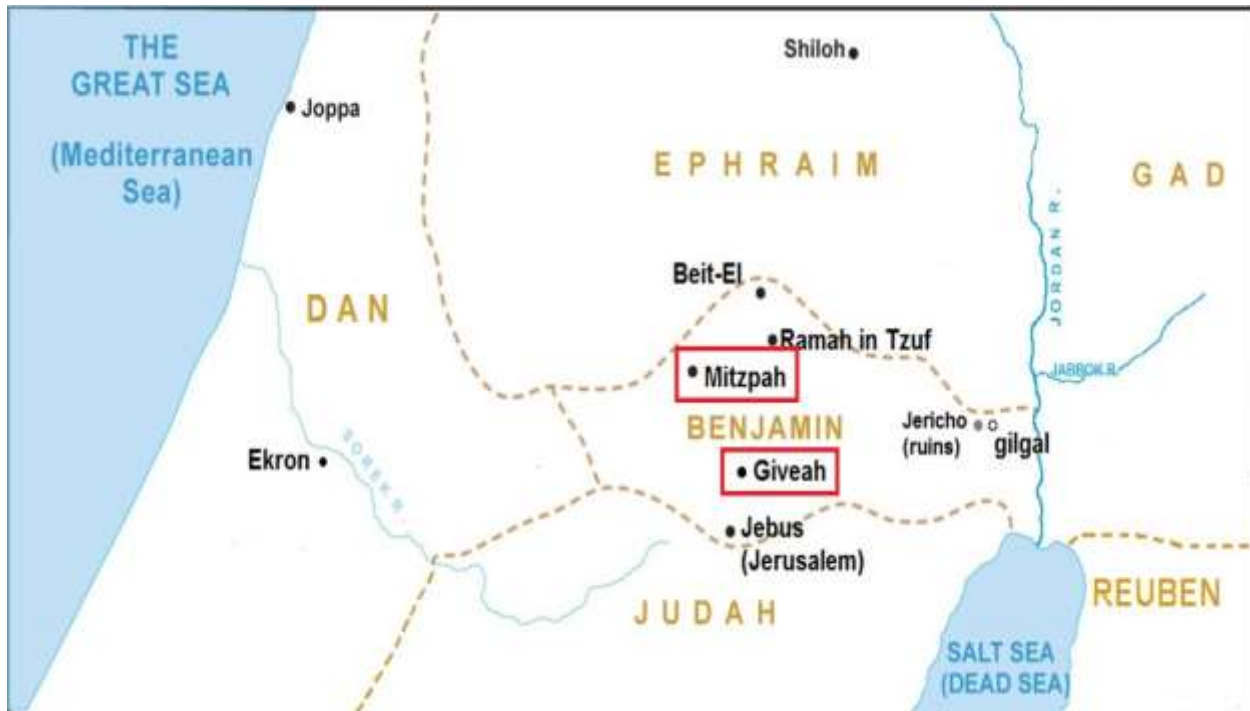 THE
GREAT SEA
(Mediterranean
Sea)
Joppa
Shiloh
EPHRAIM
GAD
JORDAN R.
Beit-El
DAN
Ramah in Tzuf
Mitzpah
JABBOK R.
BENJAMIN
Jericho
(ruins)
gilgal
SOREK R.
Ekron
Giveah
Jebus
(Jerusalem)
JUDAH
REUBEN
SALT SEA
(DEAD SEA)